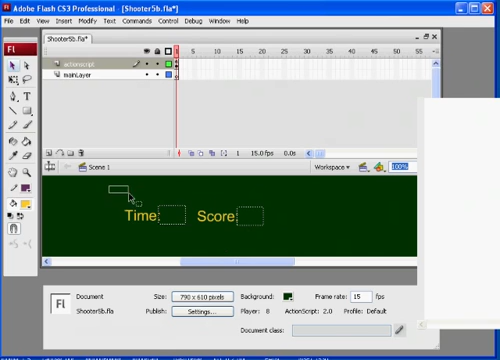 Adobe Flash CS3 Professional - [Shooter5b.fla*]
File Edit View Insert Modify Text Commands Control Debug Window Help
Shooter5b.fla*
Fl
1 5 10 15 20 25 30 35 40 45 50 55
actionscript
mainLayer
1 15.0 fps 0.0s
Scene 1 Workspace 100%
Time: Score:
Fl
Document
Shooter5b.fla
Size: 790 x 610 pixels Background: Frame rate: 15 fps
Publish: Settings... Player: 8 ActionScript: 2.0 Profile: Default
Document class: